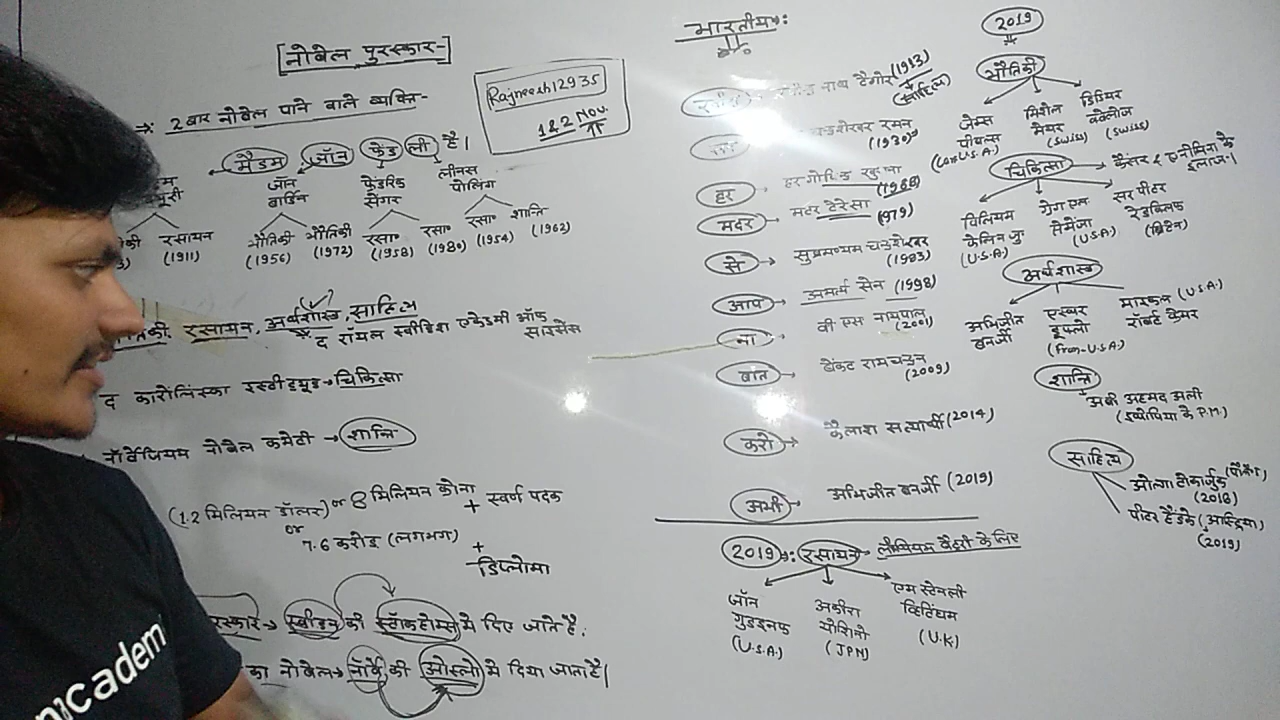 [नोबेल पुरस्कार-]
→: 2 बार नोबेल पाने वाले व्यक्ति-
Rajneesh12935
1 & 2 Nov.
मैडम जॉन फ्रेड ली है।
जॉन
बार्डिन
फ्रेडरिक
सेंगर
लीनस
पोलिंग
रसायन
(1911)
भौतिकी
(1956)
भौतिकी
(1972)
रसा०
(1958)
रसा०
(1980)
रसा०
(1954)
शान्ति
(1962)
रसायन, अर्थशास्त्र, साहित्य
द रॉयल स्वीडिश एकेडमी ऑफ
साइसेंस
द कारोलिंस्का इंस्टीट्यूट → चिकित्सा
नॉर्वेजियम नोबेल कमेटी → शान्ति
(1.2 मिलियन डॉलर) or 8 मिलियन क्रोना
+ स्वर्ण पदक
or
7.6 करोड़ (लगभग)
+
डिप्लोमा
→ स्वीडन की स्टॉकहोम्स में दिए जाते है.
का नोबेल → नॉर्वे की ओस्लो में दिया जाता है।
भारतीय:
नाथ टैगोर (1913)
(साहित्य)
रमन
(1930)
हर → हरगोविन्द खुराना
(1968)
मदर → मदर टेरेसा
(1979)
से → सुब्रमण्यम चन्द्रशेखर
(1983)
आप → अमर्त्य सेन (1998)
ना → वी एस नायपाल
(2001)
बात → वेंकट रामचन्द्रन
(2009)
करो → कैलाश सत्यार्थी (2014)
अभी → अभिजीत बनर्जी (2019)
2019 : रसायन → लीथियम बैट्री के लिए
जॉन
गुडइनफ
(U.S.A.)
अकीरा
योशिनो
(JPN)
एम स्टेनली
व्हिटिंघम
(U.K)
2019
भौतिकी
जेम्स
पीबल्स
मिशेल
मेयर
(Swiss)
डिडियर
क्वेलोज
(Swiss)
चिकित्सा → कैंसर & एनीमिया के
इलाज।
विलियम
केलिन जु०
(U.S.A)
ग्रेग एल
सेमेंजा
(U.S.A)
सर पीटर
रेडक्लिफ
(ब्रिटेन)
अर्थशास्त्र
अभिजीत
बनर्जी
एस्थर
डुफ्लो
(Fran-U.S.A)
माइकल (U.S.A)
रॉबर्ट क्रेमर
शान्ति
अबी अहमद अली
(इथोपिया के P.M)
साहित्य
ओल्गा टोकार्जुक (पोलैंड)
(2018)
पीटर हैंडके (आस्ट्रिया)
(2019)